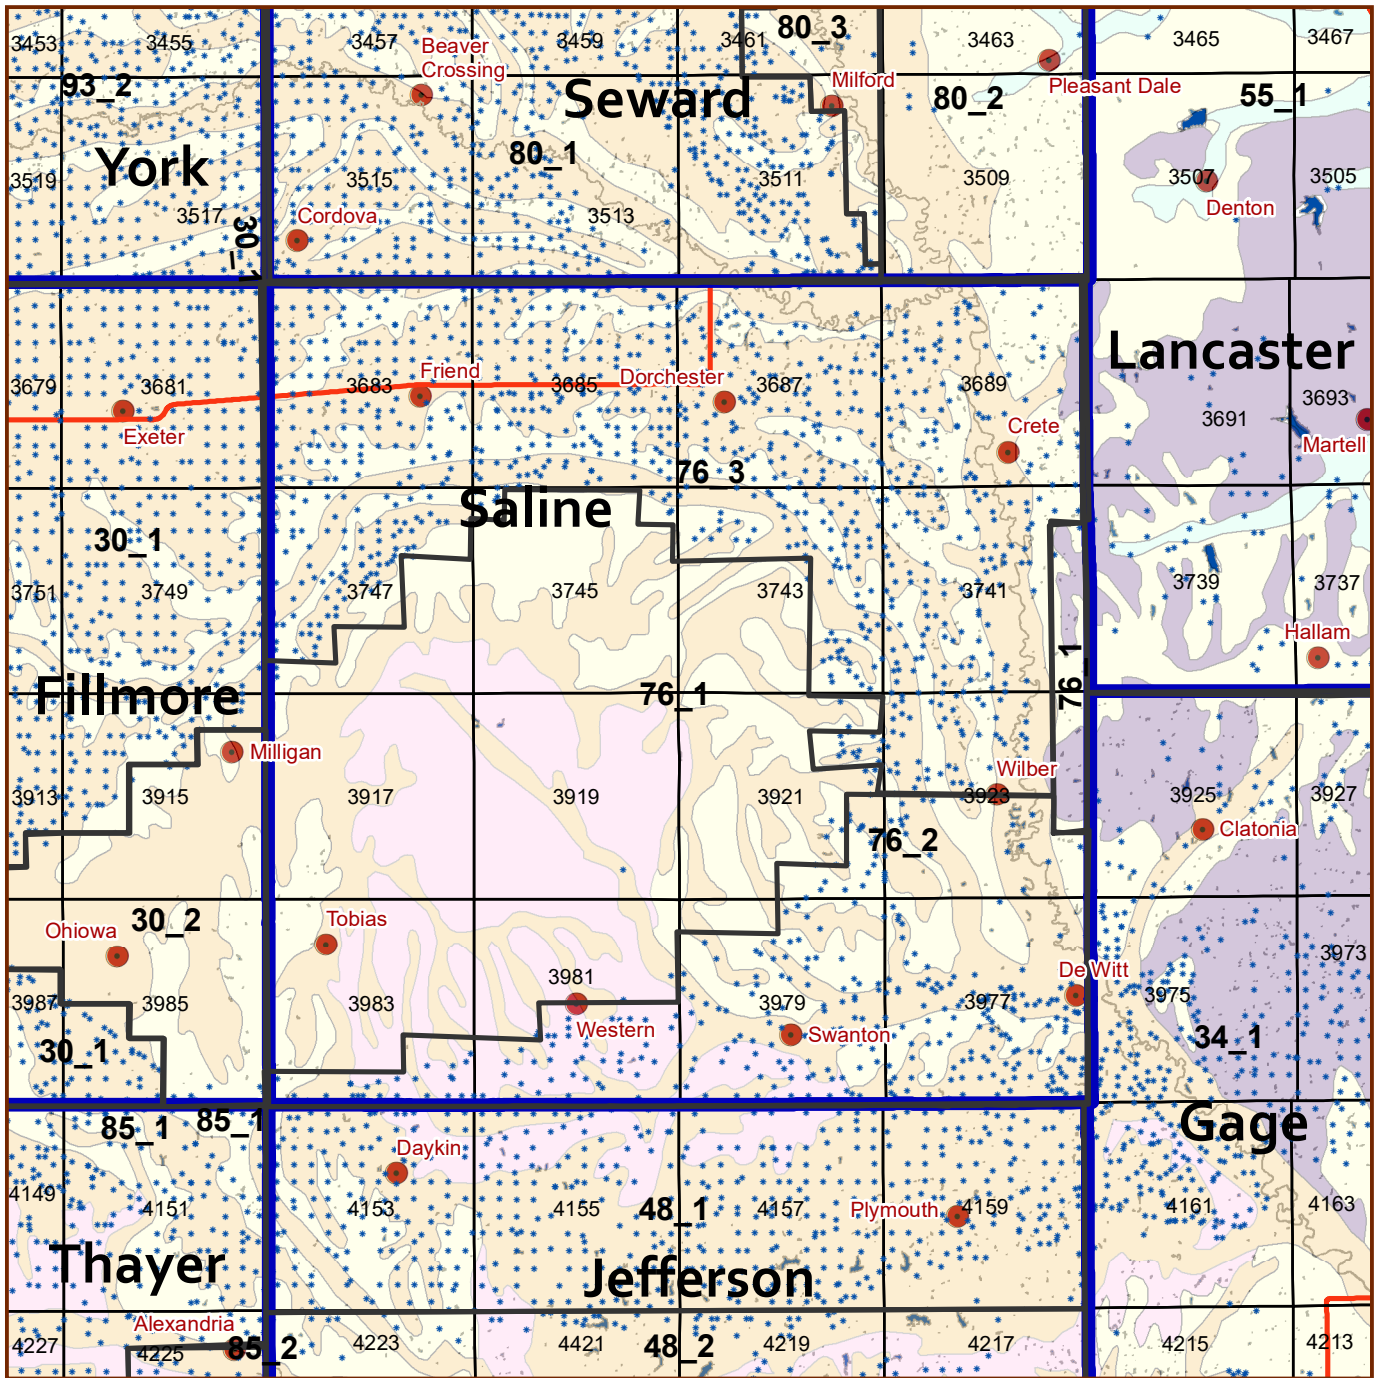 3453
3455
3457
Beaver
Crossing
3459
3461
80_3
3463
3465
3467
93_2
Seward
Milford
80_2
Pleasant Dale
55_1
York
80_1
3519
3515
3511
3509
3507
3505
3517
Cordova
3513
Denton
30_1
Lancaster
3679
3681
3683
Friend
3685
Dorchester
3687
3689
3691
3693
Exeter
Crete
Martell
76_3
Saline
30_1
3751
3749
3747
3745
3743
3741
3739
3737
Hallam
Fillmore
76_1
76_1
Milligan
Wilber
3913
3915
3917
3919
3921
3923
3925
3927
Clatonia
76_2
Ohiowa
30_2
Tobias
3973
3981
De Witt
3987
3985
3983
Western
3979
Swanton
3977
3975
34_1
30_1
85_1
85_1
Gage
Daykin
4149
4151
4153
4155
48_1
4157
Plymouth
4159
4161
4163
Thayer
Jefferson
Alexandria
4227
4225
85_2
4223
4421
48_2
4219
4217
4215
4213